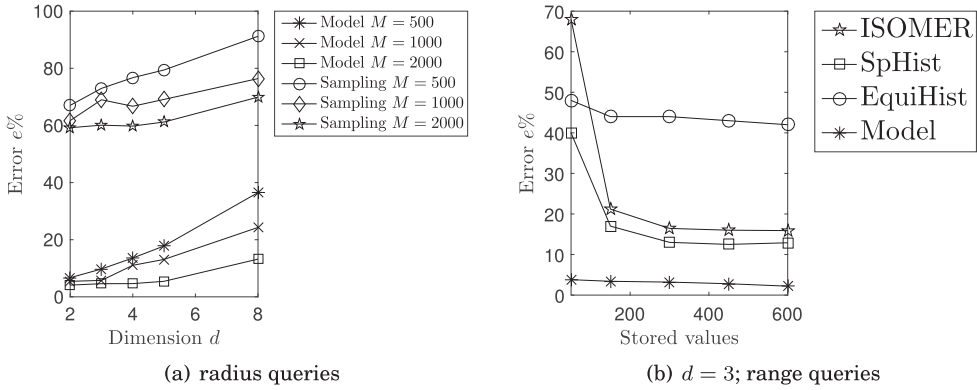 100
80
60
40
20
0
Error e%
2
4
6
8
Dimension d
Model M = 500
Model M = 1000
Model M = 2000
Sampling M = 500
Sampling M = 1000
Sampling M = 2000
(a) radius queries
70
60
50
40
30
20
10
0
Error e%
200
400
600
Stored values
ISOMER
SpHist
EquiHist
Model
(b) d = 3; range queries